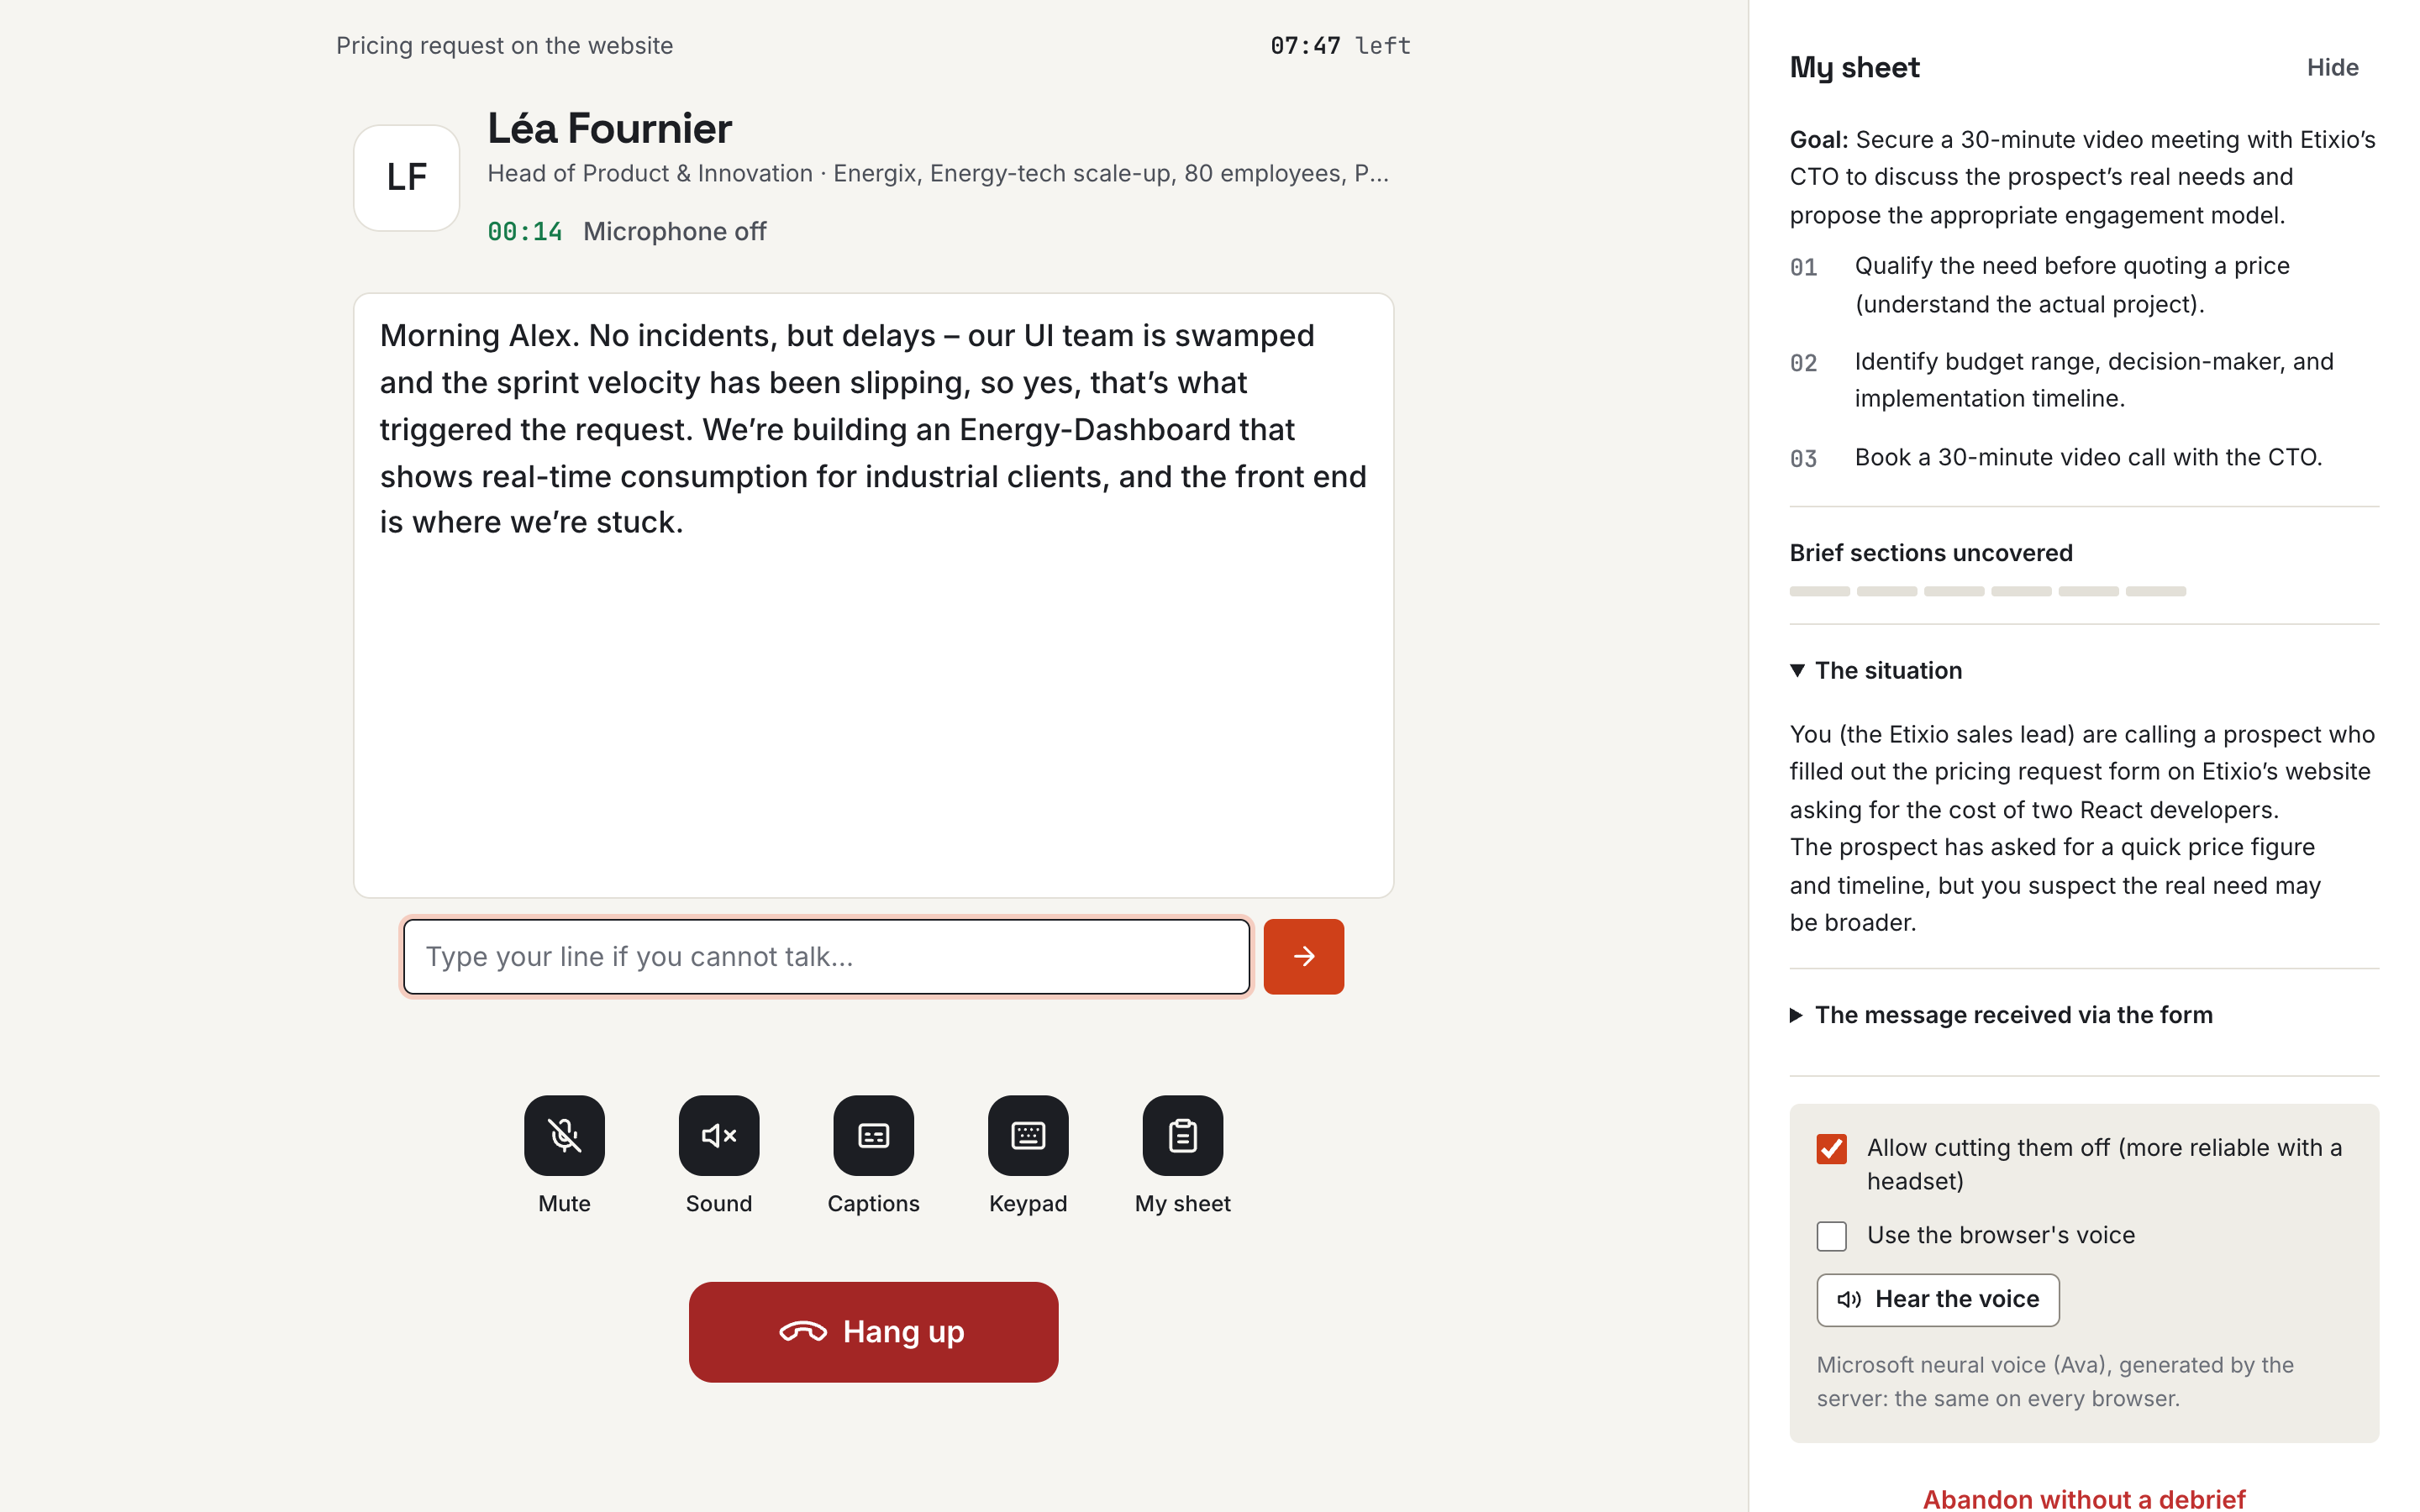 Pricing request on the website
07:47 left
LF
Léa Fournier
Head of Product & Innovation · Energix, Energy-tech scale-up, 80 employees, P...
00:14 Microphone off
Morning Alex. No incidents, but delays – our UI team is swamped
and the sprint velocity has been slipping, so yes, that’s what
triggered the request. We’re building an Energy-Dashboard that
shows real-time consumption for industrial clients, and the front end
is where we’re stuck.
Type your line if you cannot talk...
Mute
Sound
Captions
Keypad
My sheet
Hang up
My sheet
Hide
Goal: Secure a 30-minute video meeting with Etixio’s
CTO to discuss the prospect’s real needs and
propose the appropriate engagement model.
01 Qualify the need before quoting a price
(understand the actual project).
02 Identify budget range, decision-maker, and
implementation timeline.
03 Book a 30-minute video call with the CTO.
Brief sections uncovered
The situation
You (the Etixio sales lead) are calling a prospect who
filled out the pricing request form on Etixio’s website
asking for the cost of two React developers.
The prospect has asked for a quick price figure
and timeline, but you suspect the real need may
be broader.
The message received via the form
Allow cutting them off (more reliable with a
headset)
Use the browser's voice
Hear the voice
Microsoft neural voice (Ava), generated by the
server: the same on every browser.
Abandon without a debrief